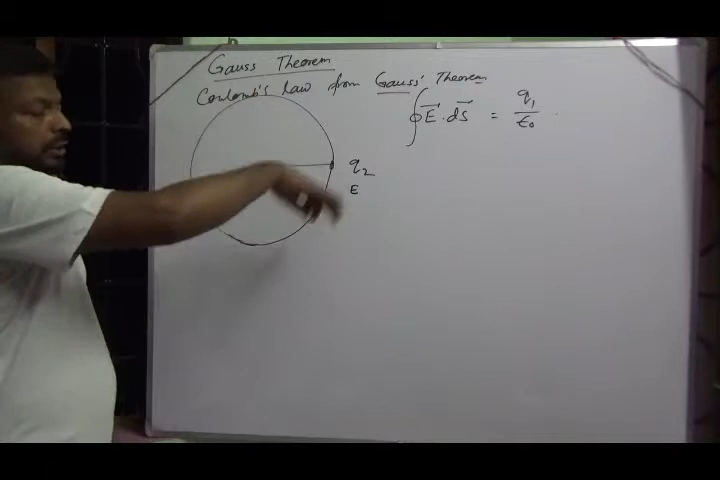 Gauss Theorem
Coulomb's law from Gauss' Theorem
∮ E⃗ · dS⃗ = q₁/ε₀
q₂
E